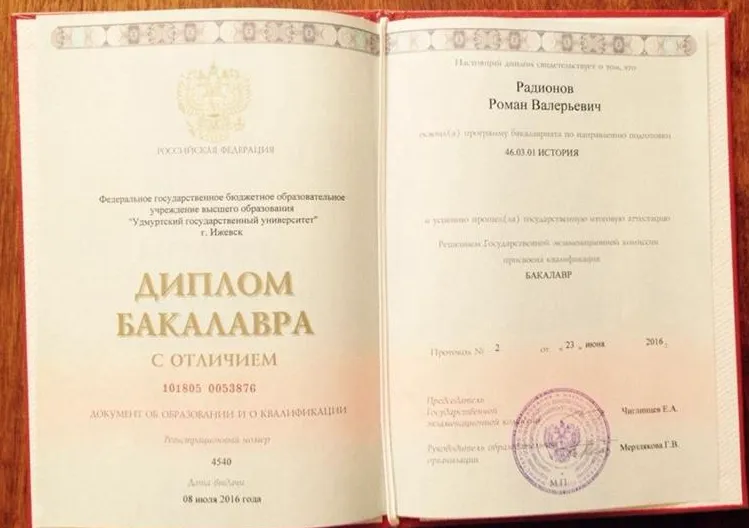 РОССИЙСКАЯ ФЕДЕРАЦИЯ
Федеральное государственное бюджетное образовательное
учреждение высшего образования
"Удмуртский государственный университет"
г. Ижевск
ДИПЛОМ
БАКАЛАВРА
С ОТЛИЧИЕМ
101805 0053876
ДОКУМЕНТ ОБ ОБРАЗОВАНИИ И О КВАЛИФИКАЦИИ
Регистрационный номер
4540
Дата выдачи
08 июля 2016 года
Настоящий диплом свидетельствует о том, что
Радионов
Роман Валерьевич
освоил(а) программу бакалавриата по направлению подготовки
46.03.01 ИСТОРИЯ
и успешно прошел(ла) государственную итоговую аттестацию
Решением Государственной экзаменационной комиссии
присвоена квалификация
БАКАЛАВР
Протокол № 2 от « 23 » июня 2016 г.
Председатель
Государственной
экзаменационной Чиглинцев Е.А.
Руководитель
организации Мерзлякова Г.В.
М.П.